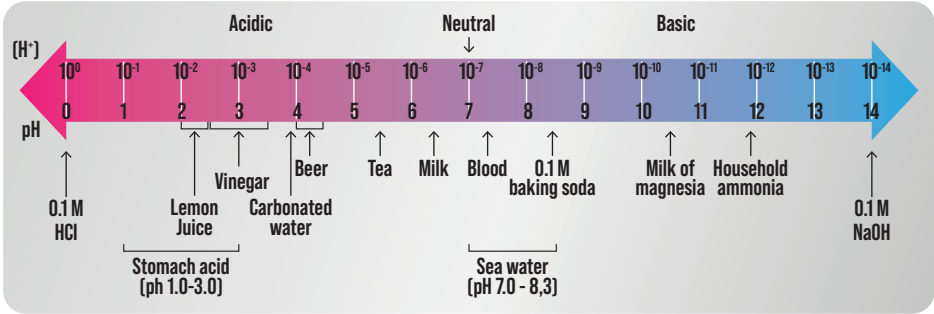 Acidic Neutral Basic
(H⁺)
10⁰ 10⁻¹ 10⁻² 10⁻³ 10⁻⁴ 10⁻⁵ 10⁻⁶ 10⁻⁷ 10⁻⁸ 10⁻⁹ 10⁻¹⁰ 10⁻¹¹ 10⁻¹² 10⁻¹³ 10⁻¹⁴
0 1 2 3 4 5 6 7 8 9 10 11 12 13 14
pH
Beer Tea Milk Blood 0.1 M Milk of Household
baking soda magnesia ammonia
Vinegar
0.1 M Lemon Carbonated 0.1 M
HCl Juice water NaOH
Stomach acid Sea water
(ph 1.0-3.0) (pH 7.0 - 8,3)